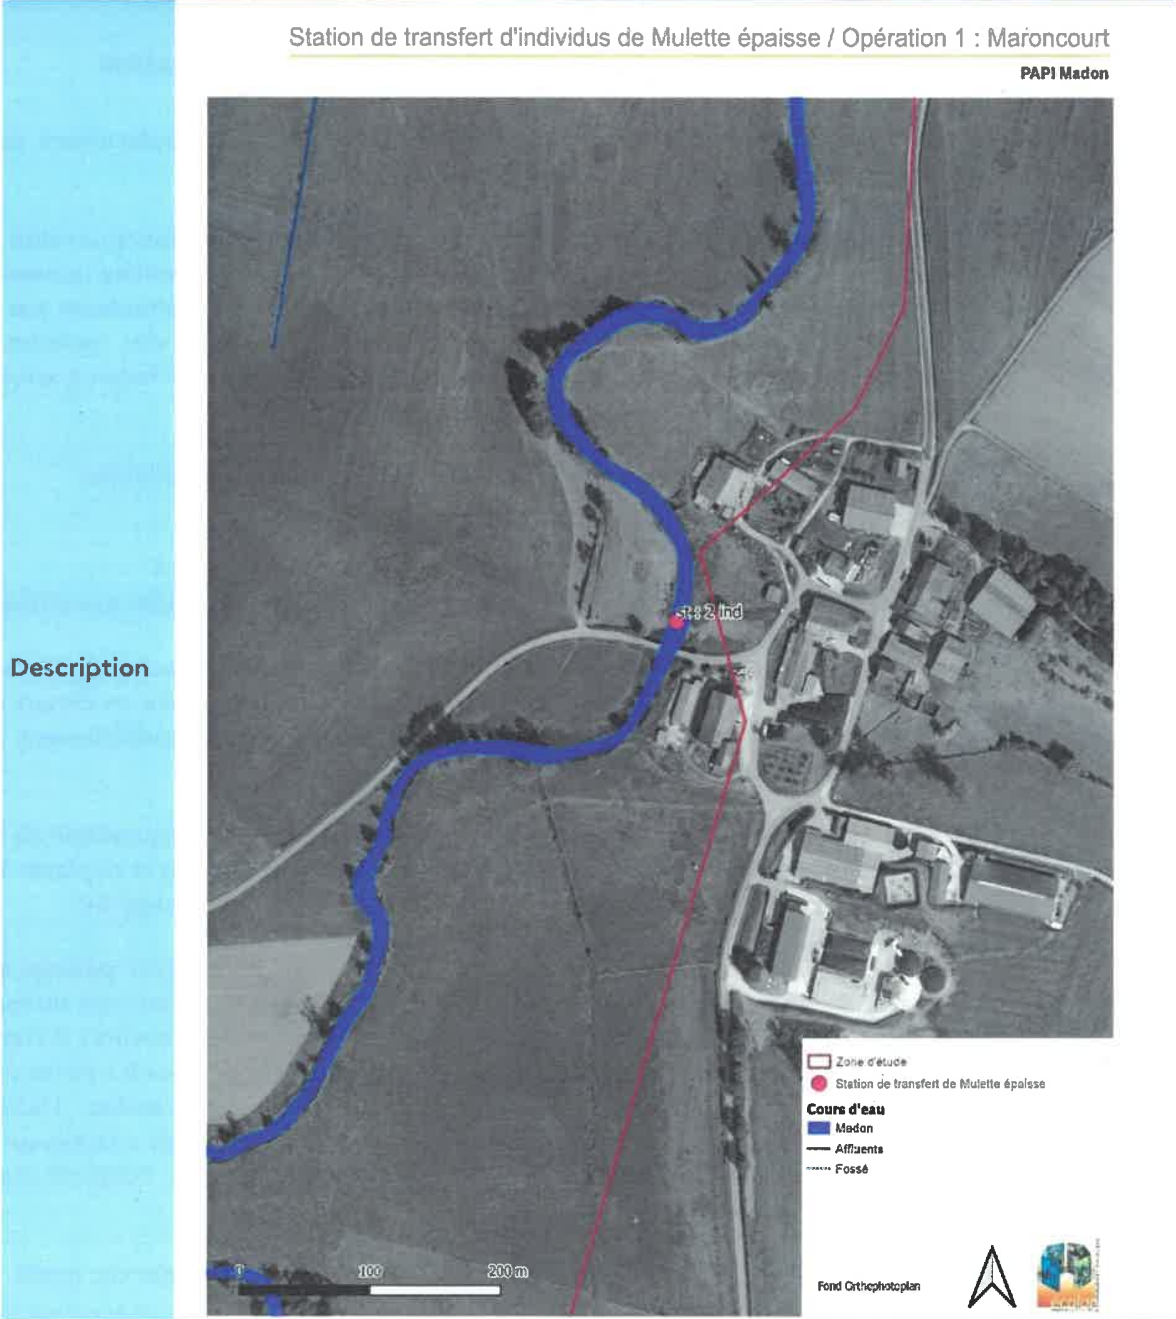 Station de transfert d'individus de Mulette épaisse / Opération 1 : Maroncourt
PAPI Madon
2 ind
Description
Zone d'étude
Station de transfert de Mulette épaisse
Cours d'eau
Madon
Affluents
Fossé
0 100 200 m
Fond Orthophotoplan